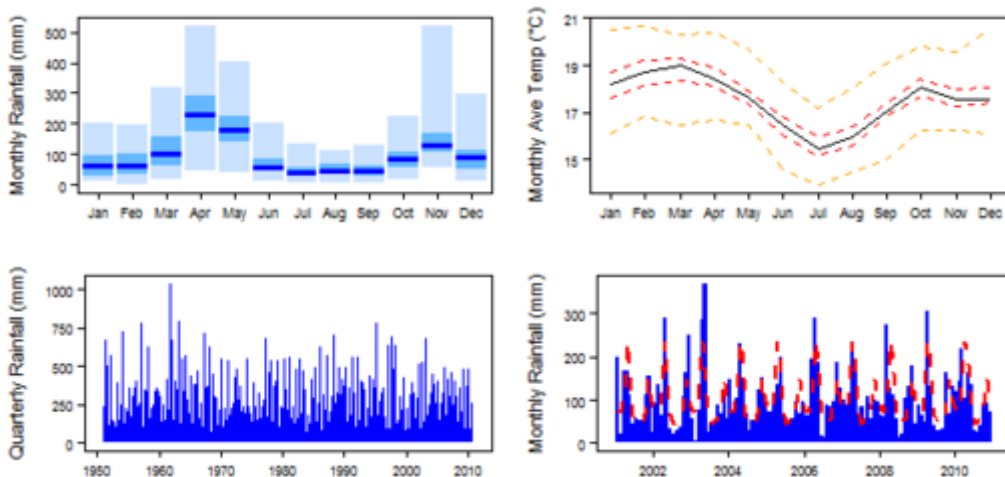 Monthly Rainfall (mm)
500
400
300
200
100
0
Jan Feb Mar Apr May Jun Jul Aug Sep Oct Nov Dec
Monthly Ave Temp (°C)
21
19
17
15
Jan Feb Mar Apr May Jun Jul Aug Sep Oct Nov Dec
Quarterly Rainfall (mm)
1000
750
500
250
0
1950 1960 1970 1980 1990 2000 2010
Monthly Rainfall (mm)
300
200
100
0
2002 2004 2006 2008 2010